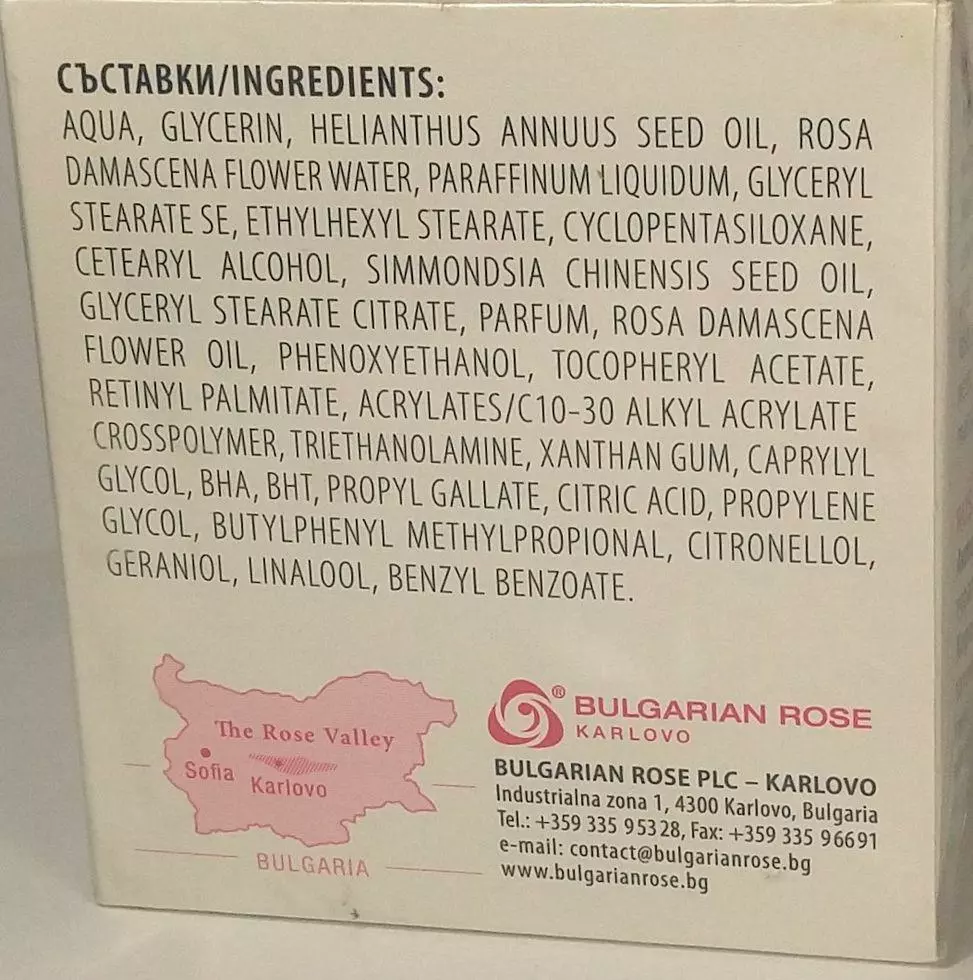 СЪСТАВКИ/INGREDIENTS:
AQUA, GLYCERIN, HELIANTHUS ANNUUS SEED OIL, ROSA
DAMASCENA FLOWER WATER, PARAFFINUM LIQUIDUM, GLYCERYL
STEARATE SE, ETHYLHEXYL STEARATE, CYCLOPENTASILOXANE,
CETEARYL ALCOHOL, SIMMONDSIA CHINENSIS SEED OIL,
GLYCERYL STEARATE CITRATE, PARFUM, ROSA DAMASCENA
FLOWER OIL, PHENOXYETHANOL, TOCOPHERYL ACETATE,
RETINYL PALMITATE, ACRYLATES/C10-30 ALKYL ACRYLATE
CROSSPOLYMER, TRIETHANOLAMINE, XANTHAN GUM, CAPRYLYL
GLYCOL, BHA, BHT, PROPYL GALLATE, CITRIC ACID, PROPYLENE
GLYCOL, BUTYLPHENYL METHYLPROPIONAL, CITRONELLOL,
GERANIOL, LINALOOL, BENZYL BENZOATE.
The Rose Valley
Sofia
Karlovo
BULGARIA
® BULGARIAN ROSE
KARLOVO
BULGARIAN ROSE PLC – KARLOVO
Industrialna zona 1, 4300 Karlovo, Bulgaria
Tel.: +359 335 95328, Fax: +359 335 96691
e-mail: contact@bulgarianrose.bg
www.bulgarianrose.bg